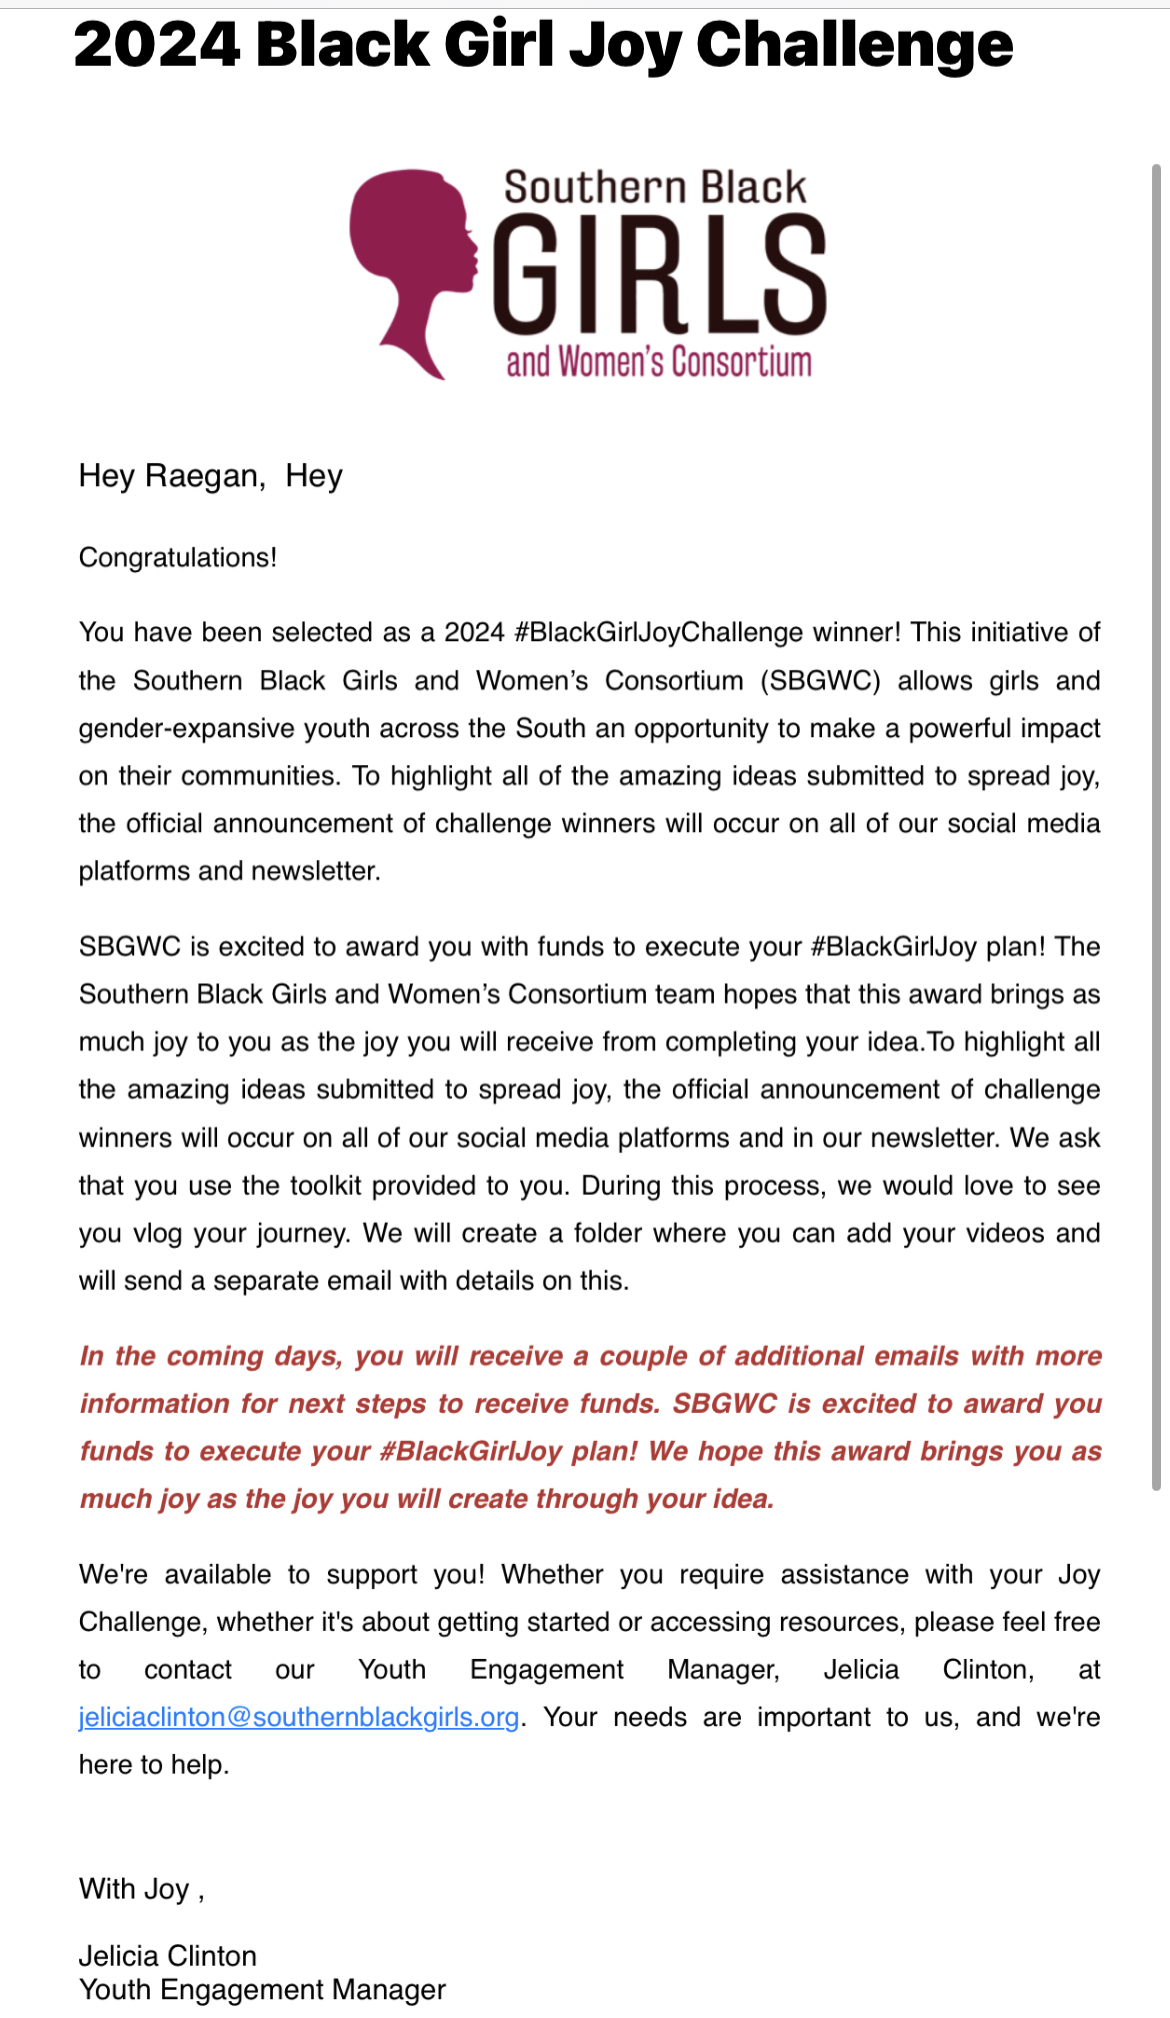 2024 Black Girl Joy Challenge
Southern Black
GIRLS
and Women's Consortium
Hey Raegan,  Hey
Congratulations!
You have been selected as a 2024 #BlackGirlJoyChallenge winner! This initiative of
the Southern Black Girls and Women’s Consortium (SBGWC) allows girls and
gender-expansive youth across the South an opportunity to make a powerful impact
on their communities. To highlight all of the amazing ideas submitted to spread joy,
the official announcement of challenge winners will occur on all of our social media
platforms and newsletter.
SBGWC is excited to award you with funds to execute your #BlackGirlJoy plan! The
Southern Black Girls and Women’s Consortium team hopes that this award brings as
much joy to you as the joy you will receive from completing your idea.To highlight all
the amazing ideas submitted to spread joy, the official announcement of challenge
winners will occur on all of our social media platforms and in our newsletter. We ask
that you use the toolkit provided to you. During this process, we would love to see
you vlog your journey. We will create a folder where you can add your videos and
will send a separate email with details on this.
In the coming days, you will receive a couple of additional emails with more
information for next steps to receive funds. SBGWC is excited to award you
funds to execute your #BlackGirlJoy plan! We hope this award brings you as
much joy as the joy you will create through your idea.
We're available to support you! Whether you require assistance with your Joy
Challenge, whether it's about getting started or accessing resources, please feel free
to contact our Youth Engagement Manager, Jelicia Clinton, at
jeliciaclinton@southernblackgirls.org. Your needs are important to us, and we're
here to help.
With Joy ,
Jelicia Clinton
Youth Engagement Manager